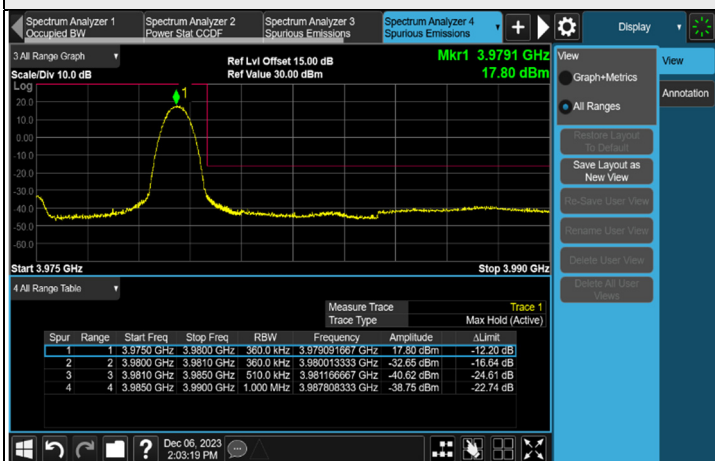 Spectrum Analyzer 1
Occupied BW
Spectrum Analyzer 2
Power Stat CCDF
Spectrum Analyzer 3
Spurious Emissions
Spectrum Analyzer 4
Spurious Emissions
Display
3 All Range Graph
Scale/Div 10.0 dB
Ref Lvl Offset 15.00 dB
Ref Value 30.00 dBm
Mkr1 3.9791 GHz
17.80 dBm
Log
1
20.0
10.0
0.00
-10.0
-20.0
-30.0
-40.0
-50.0
-60.0
Start 3.975 GHz
Stop 3.990 GHz
4 All Range Table
Measure Trace Trace 1
Trace Type Max Hold (Active)
Spur Range Start Freq Stop Freq RBW Frequency Amplitude ΔLimit
1 1 3.9750 GHz 3.9800 GHz 360.0 kHz 3.979091667 GHz 17.80 dBm -12.20 dB
2 2 3.9800 GHz 3.9810 GHz 360.0 kHz 3.980013333 GHz -32.65 dBm -16.64 dB
3 3 3.9810 GHz 3.9850 GHz 510.0 kHz 3.981166667 GHz -40.62 dBm -24.61 dB
4 4 3.9850 GHz 3.9900 GHz 1.000 MHz 3.987808333 GHz -38.75 dBm -22.74 dB
Dec 06, 2023
2:03:19 PM
View
Graph+Metrics
All Ranges
Restore Layout
To Default
Save Layout as
New View
Re-Save User View
Rename User View
Delete User View
Delete All User
Views
View
Annotation